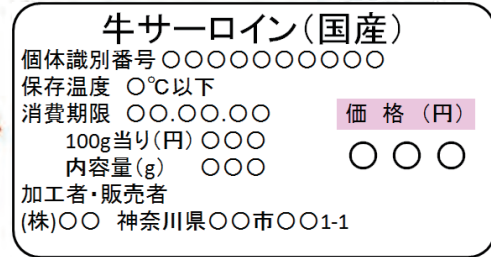 牛サーロイン(国産)
個体識別番号 〇〇〇〇〇〇〇〇〇〇
保存温度 〇℃以下
消費期限 〇〇.〇〇.〇〇
価 格 (円)
100g当り(円) 〇〇〇
〇〇〇
内容量(g) 〇〇〇
加工者・販売者
(株)〇〇 神奈川県〇〇市〇〇1-1